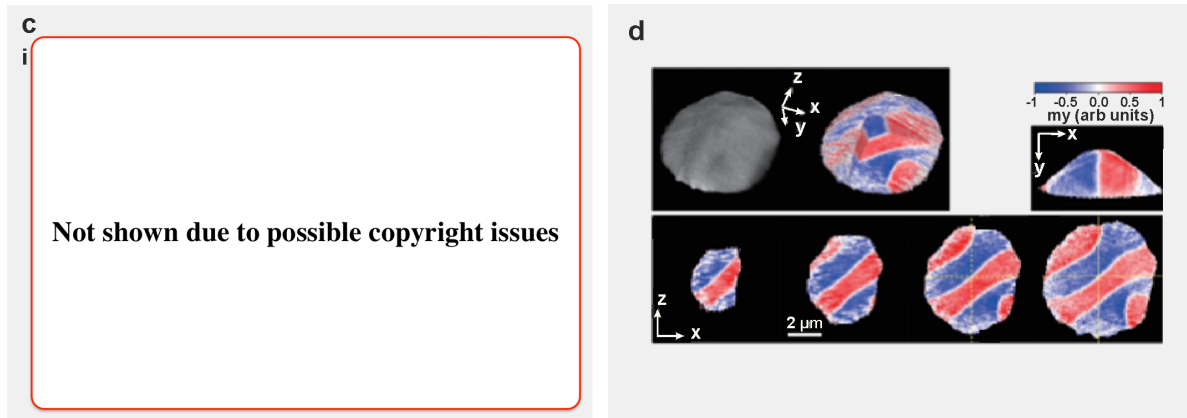 c
i
Not shown due to possible copyright issues
d
z
x
y
-1 -0.5 0.0 0.5 1
my (arb units)
x
y
z
x
2 µm